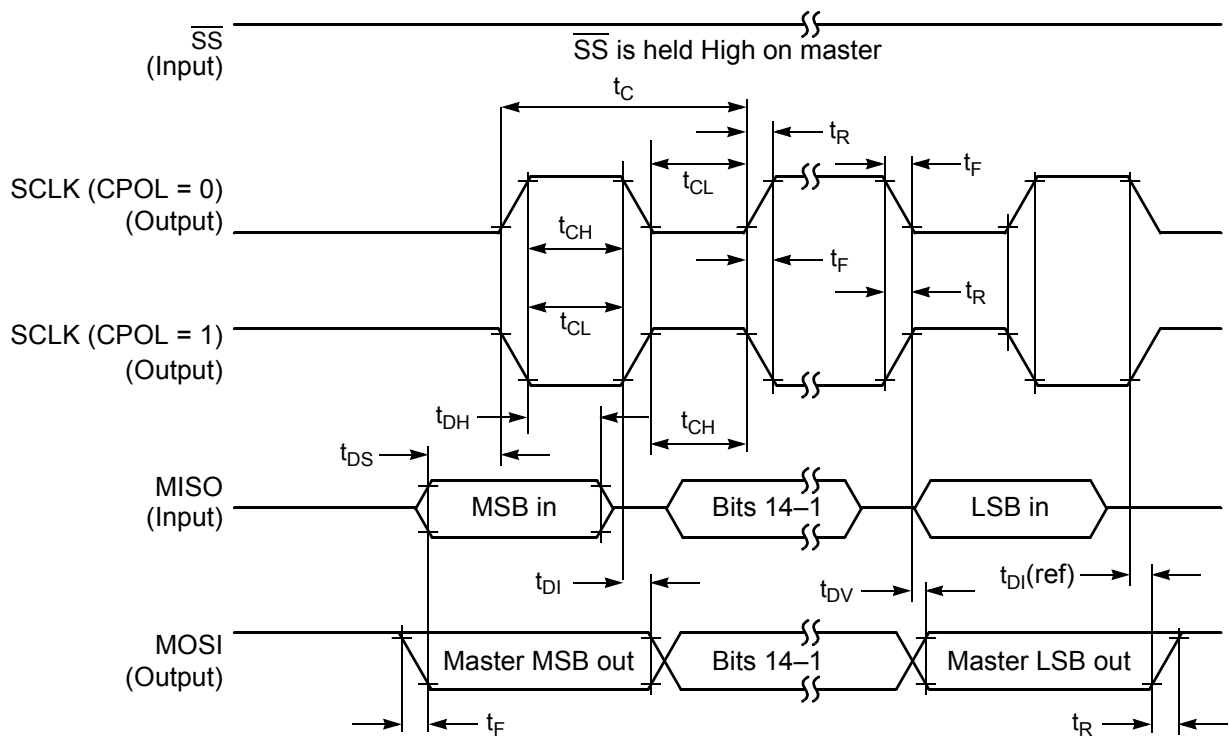 SS
(Input)
SS is held High on master
tC
tR
tF
SCLK (CPOL = 0)
(Output)
tCL
tCH
tF
tR
tCL
SCLK (CPOL = 1)
(Output)
tDH
tCH
tDS
MISO
(Input)
MSB in
Bits 14–1
LSB in
tDI
tDV
tDI(ref)
MOSI
(Output)
Master MSB out
Bits 14–1
Master LSB out
tF
tR